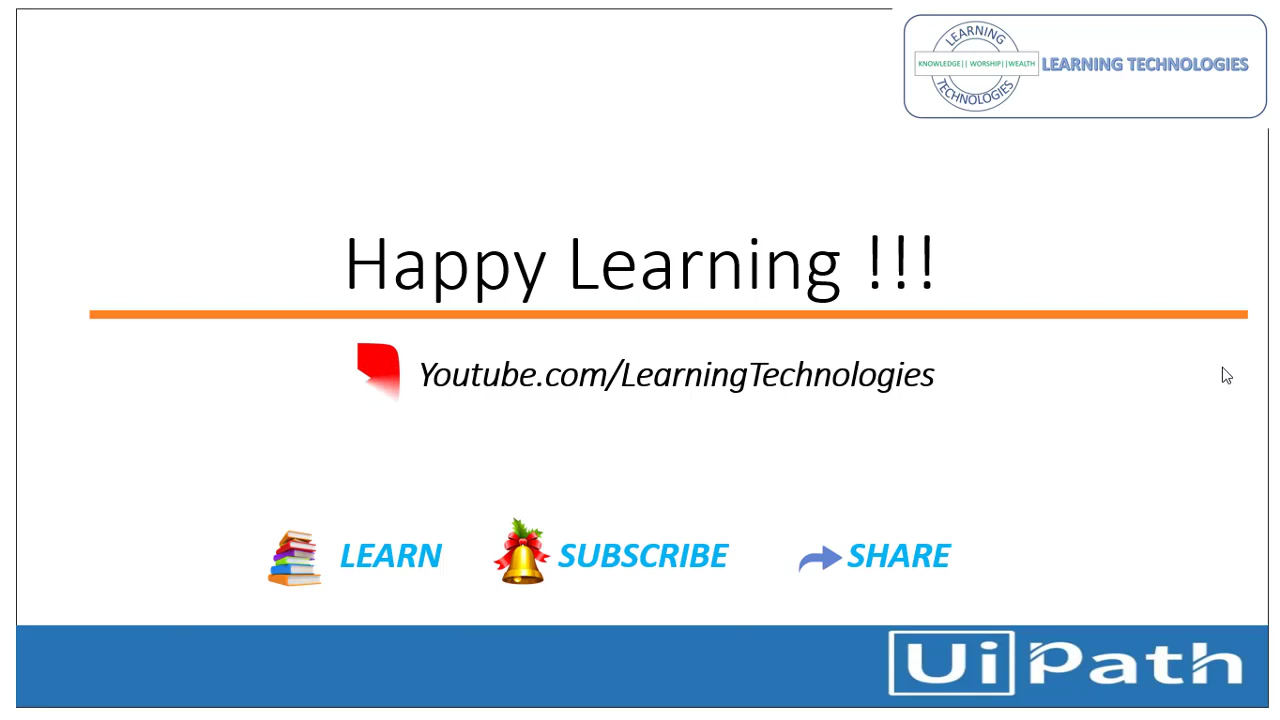 LEARNING
KNOWLEDGE|| WORSHIP||WEALTH
TECHNOLOGIES
LEARNING TECHNOLOGIES
Happy Learning !!!
Youtube.com/LearningTechnologies
LEARN
SUBSCRIBE
SHARE
UiPath